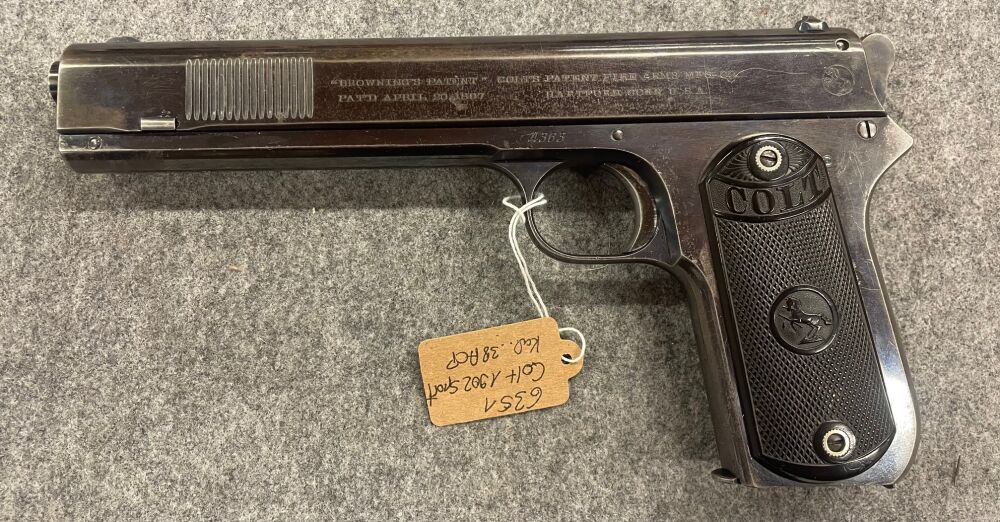 "BROWNING'S PATENT" COLT'S PATENT FIRE ARMS MFG. Co.
PAT'D APRIL 20, 1897 HARTFORD CONN. U.S.A.
COLT
6351
Colt 1902 Sport
Kal. .38 ACP